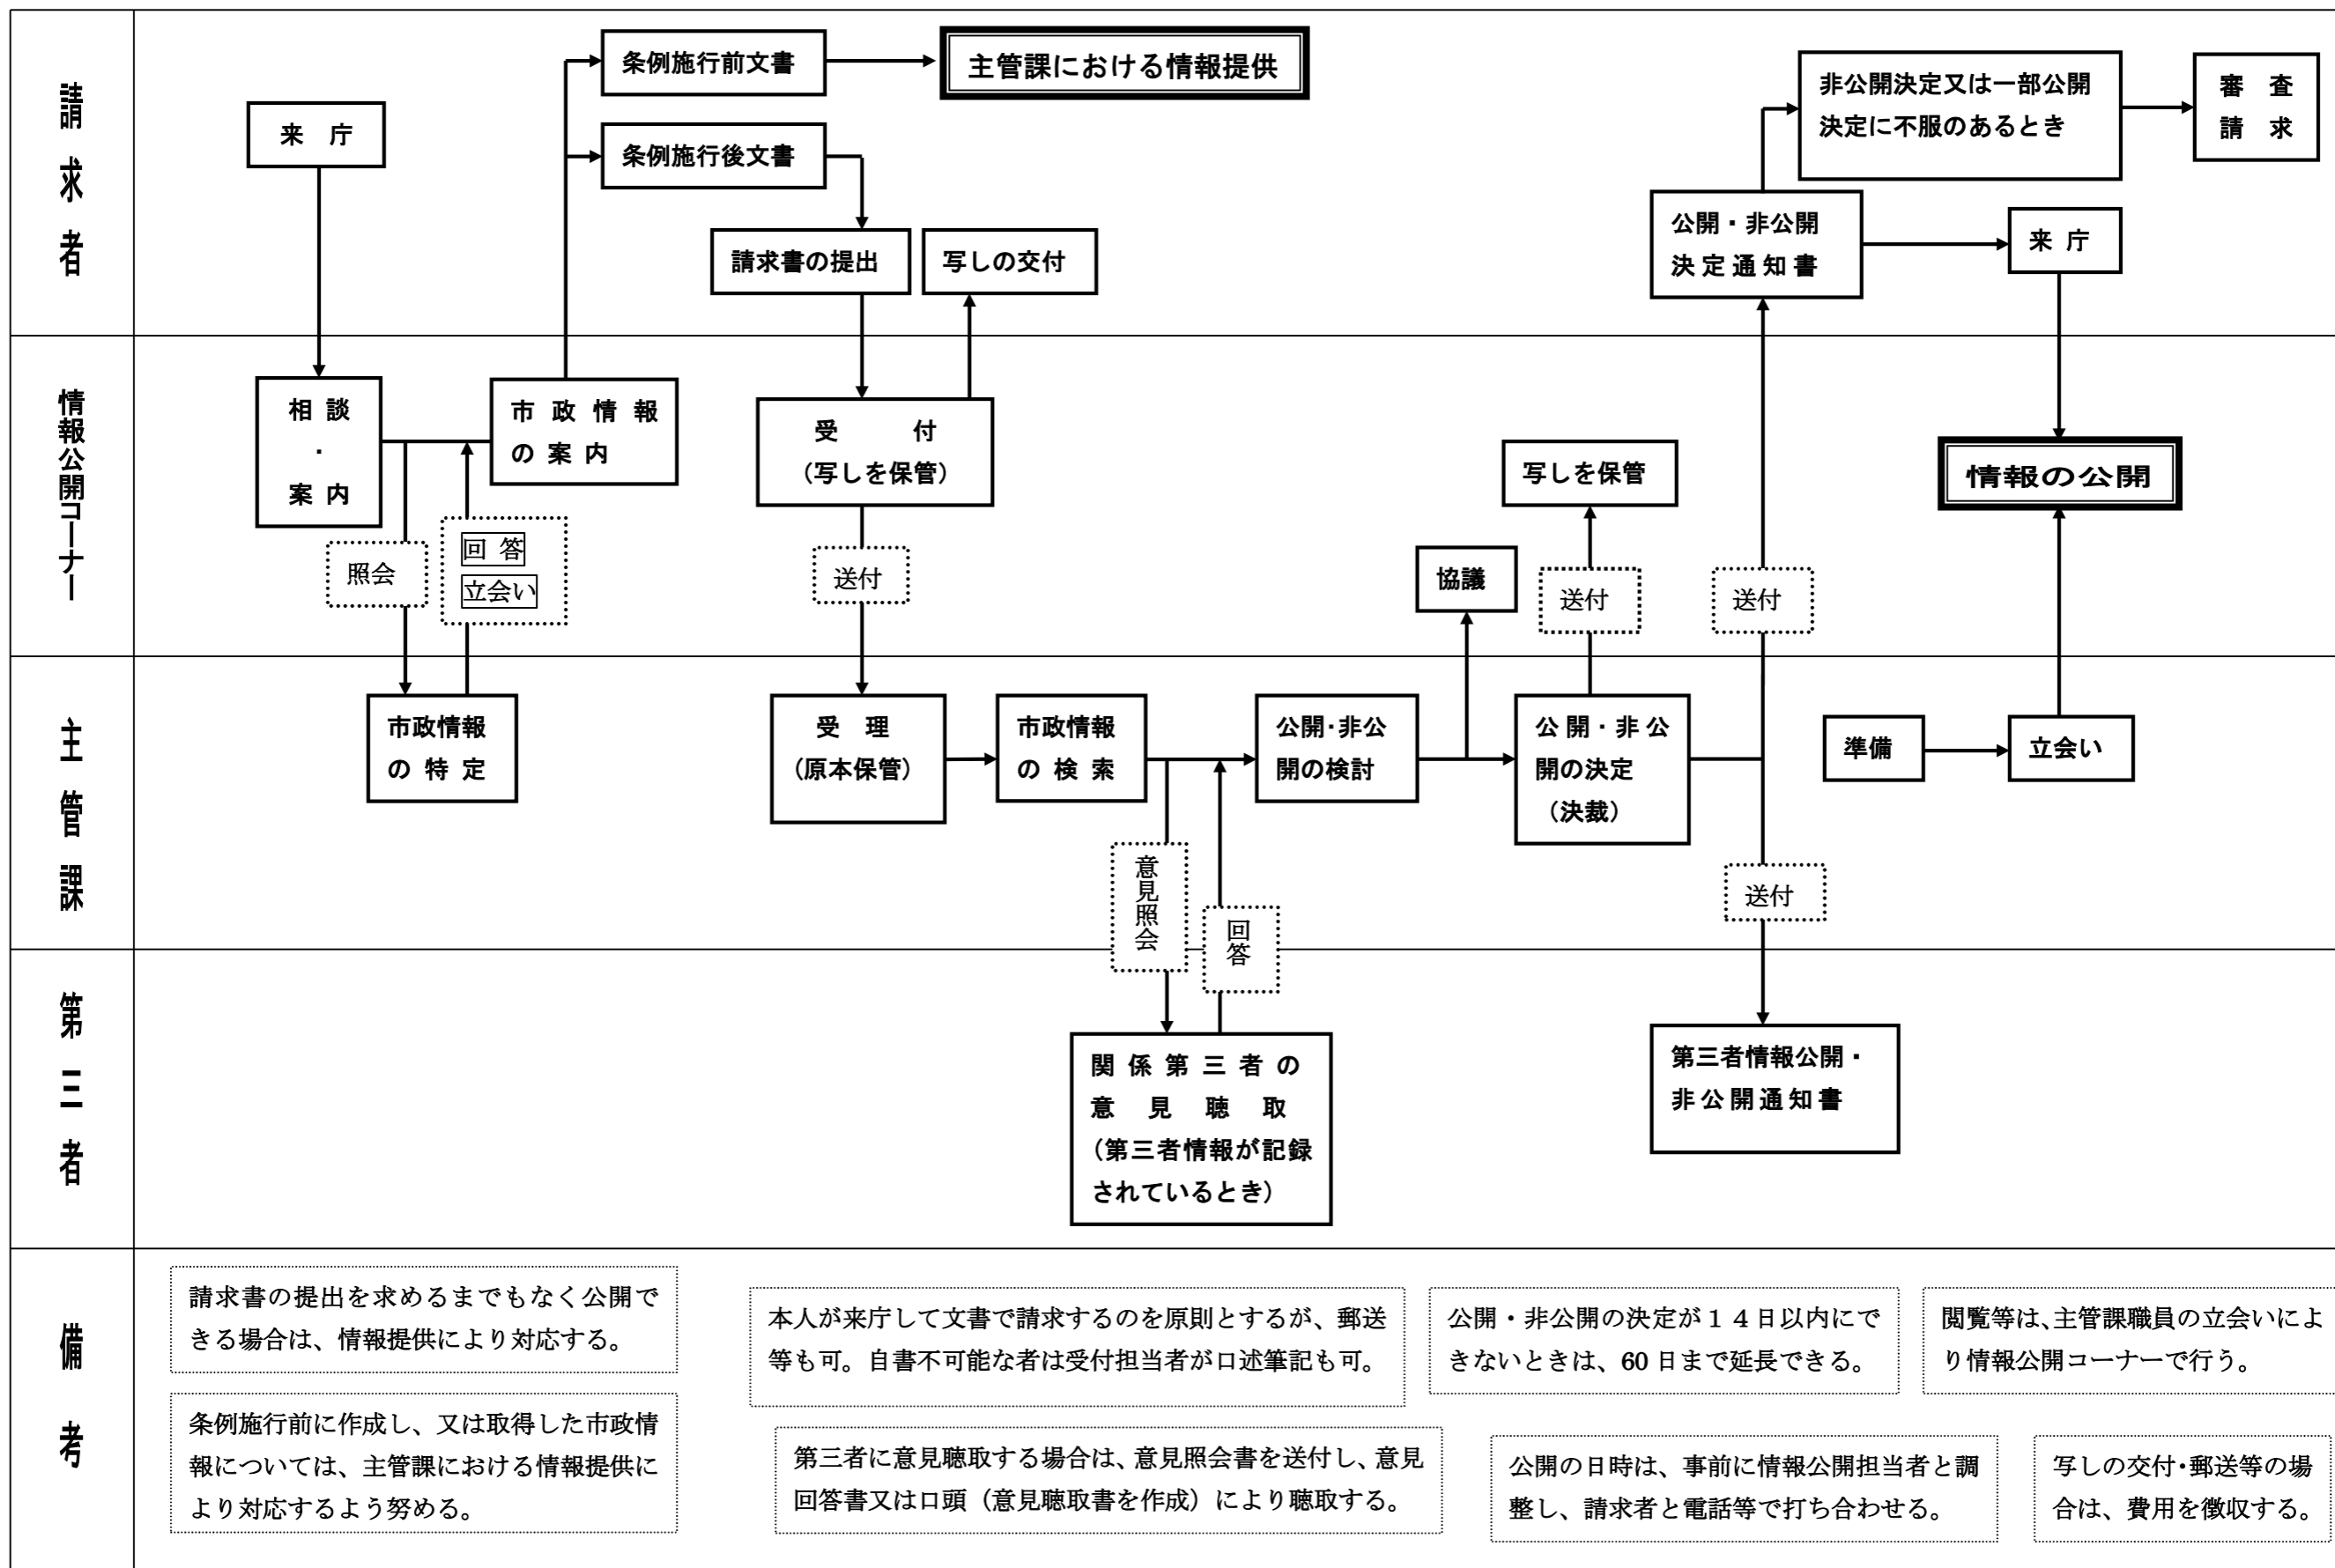 請求者
来 庁
条例施行前文書
主管課における情報提供
条例施行後文書
請求書の提出
写しの交付
非公開決定又は一部公開
決定に不服のあるとき
審 査
請 求
公開・非公開
決定通知書
来 庁
情報公開コーナー
相 談
・
案 内
市 政 情 報
の 案 内
照会
回 答
立会い
受 付
（写しを保管）
送付
協議
写しを保管
送付
送付
情報の公開
主管課
市政情報
の 特 定
受 理
（原本保管）
市政情報
の 検 索
公開・非公
開の検討
公開・非公
開の決定
（決裁）
準備
立会い
意見照会
回答
送付
第三者
関 係 第 三 者 の
意 見 聴 取
（第三者情報が記録
されているとき）
第三者情報公開・
非公開通知書
備考
請求書の提出を求めるまでもなく公開で
きる場合は、情報提供により対応する。
条例施行前に作成し、又は取得した市政情
報については、主管課における情報提供に
より対応するよう努める。
本人が来庁して文書で請求するのを原則とするが、郵送
等も可。自書不可能な者は受付担当者が口述筆記も可。
第三者に意見聴取する場合は、意見照会書を送付し、意見
回答書又は口頭（意見聴取書を作成）により聴取する。
公開・非公開の決定が１４日以内にで
きないときは、60 日まで延長できる。
公開の日時は、事前に情報公開担当者と調
整し、請求者と電話等で打ち合わせる。
閲覧等は、主管課職員の立会いによ
り情報公開コーナーで行う。
写しの交付・郵送等の場
合は、費用を徴収する。